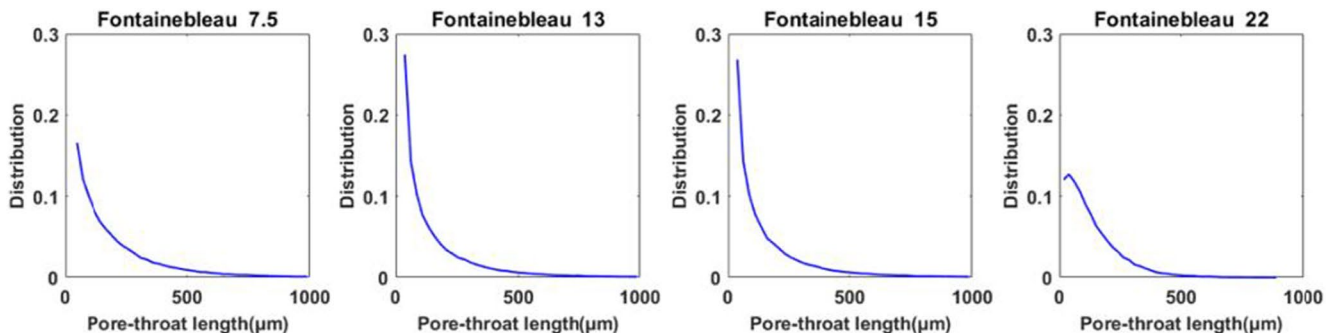 Fontainebleau 7.5
0.3
0.2
0.1
0
Distribution
0
500
1000
Pore-throat length(μm)
Fontainebleau 13
0.3
0.2
0.1
0
Distribution
0
500
1000
Pore-throat length(μm)
Fontainebleau 15
0.3
0.2
0.1
0
Distribution
0
500
1000
Pore-throat length(μm)
Fontainebleau 22
0.3
0.2
0.1
0
Distribution
0
500
1000
Pore-throat length(μm)